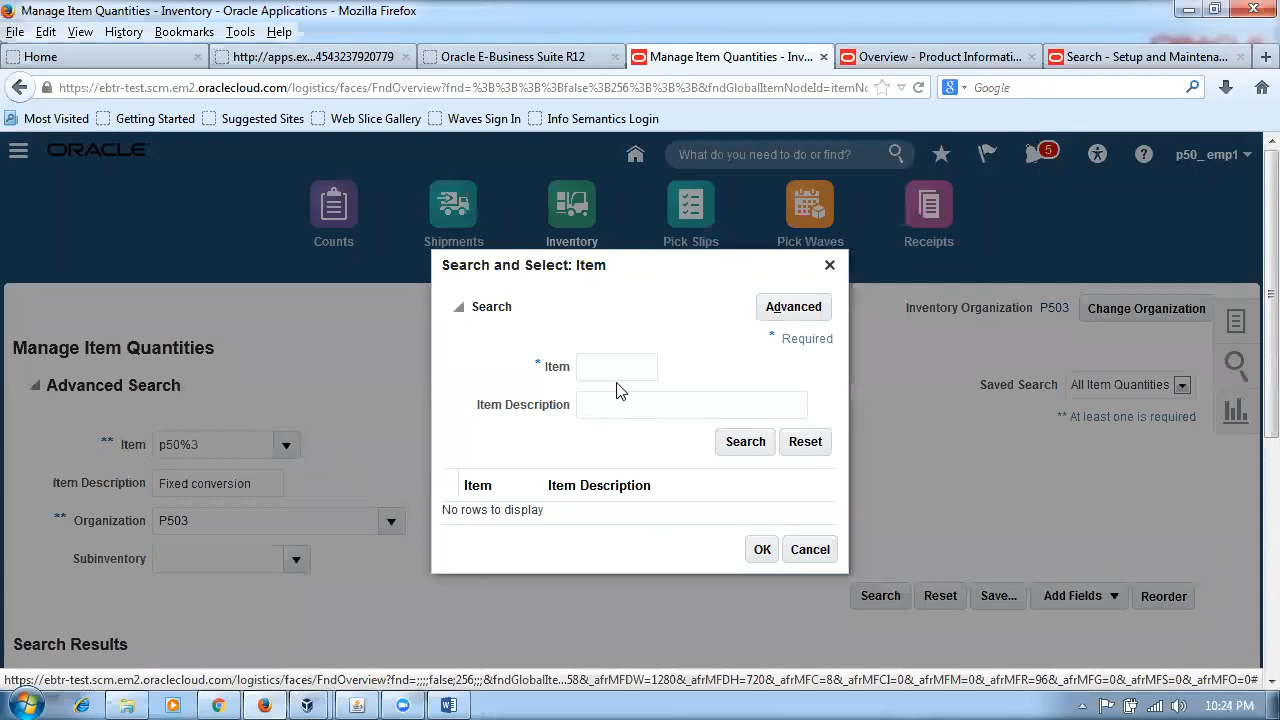 Manage Item Quantities - Inventory - Oracle Applications - Mozilla Firefox
File Edit View History Bookmarks Tools Help
Home
http://apps.ex...4543237920779
Oracle E-Business Suite R12
Manage Item Quantities - Inv...
Overview - Product Informati...
Search - Setup and Maintena...
https://ebtr-test.scm.em2.oraclecloud.com/logistics/faces/FndOverview?fnd=%3B%3B%3B%3Bfalse%3B256%3B%3B%3B&fndGlobalItemNodeId=itemNo
Google
Most Visited Getting Started Suggested Sites Web Slice Gallery Waves Sign In Info Semantics Organization
ORACLE
What do you need to do or find?
5
p50_emp1
Counts Shipments Inventory Pick Slips Pick Waves Receipts
Search and Select: Item
Search
Advanced
* Required
* Item
Item Description
Search Reset
Item Item Description
No rows to display
OK Cancel
Inventory Organization P503 Change Organization
Manage Item Quantities
Advanced Search
Saved Search All Item Quantities
** At least one is required
** Item p50%3
Item Description Fixed conversion
** Organization P503
Subinventory
Search Reset Save... Add Fields Reorder
Search Results
https://ebtr-test.scm.em2.oraclecloud.com/logistics/faces/FndOverview?fnd=;;;;false;256;;;&fndGlobalIte...58&_afrMFDW=1280&_afrMFDH=720&_afrMFC=8&_afrMFCI=0&_afrMFM=0&_afrMFR=96&_afrMFG=0&_afrMFS=0&_afrMFO=0#
10:24 PM